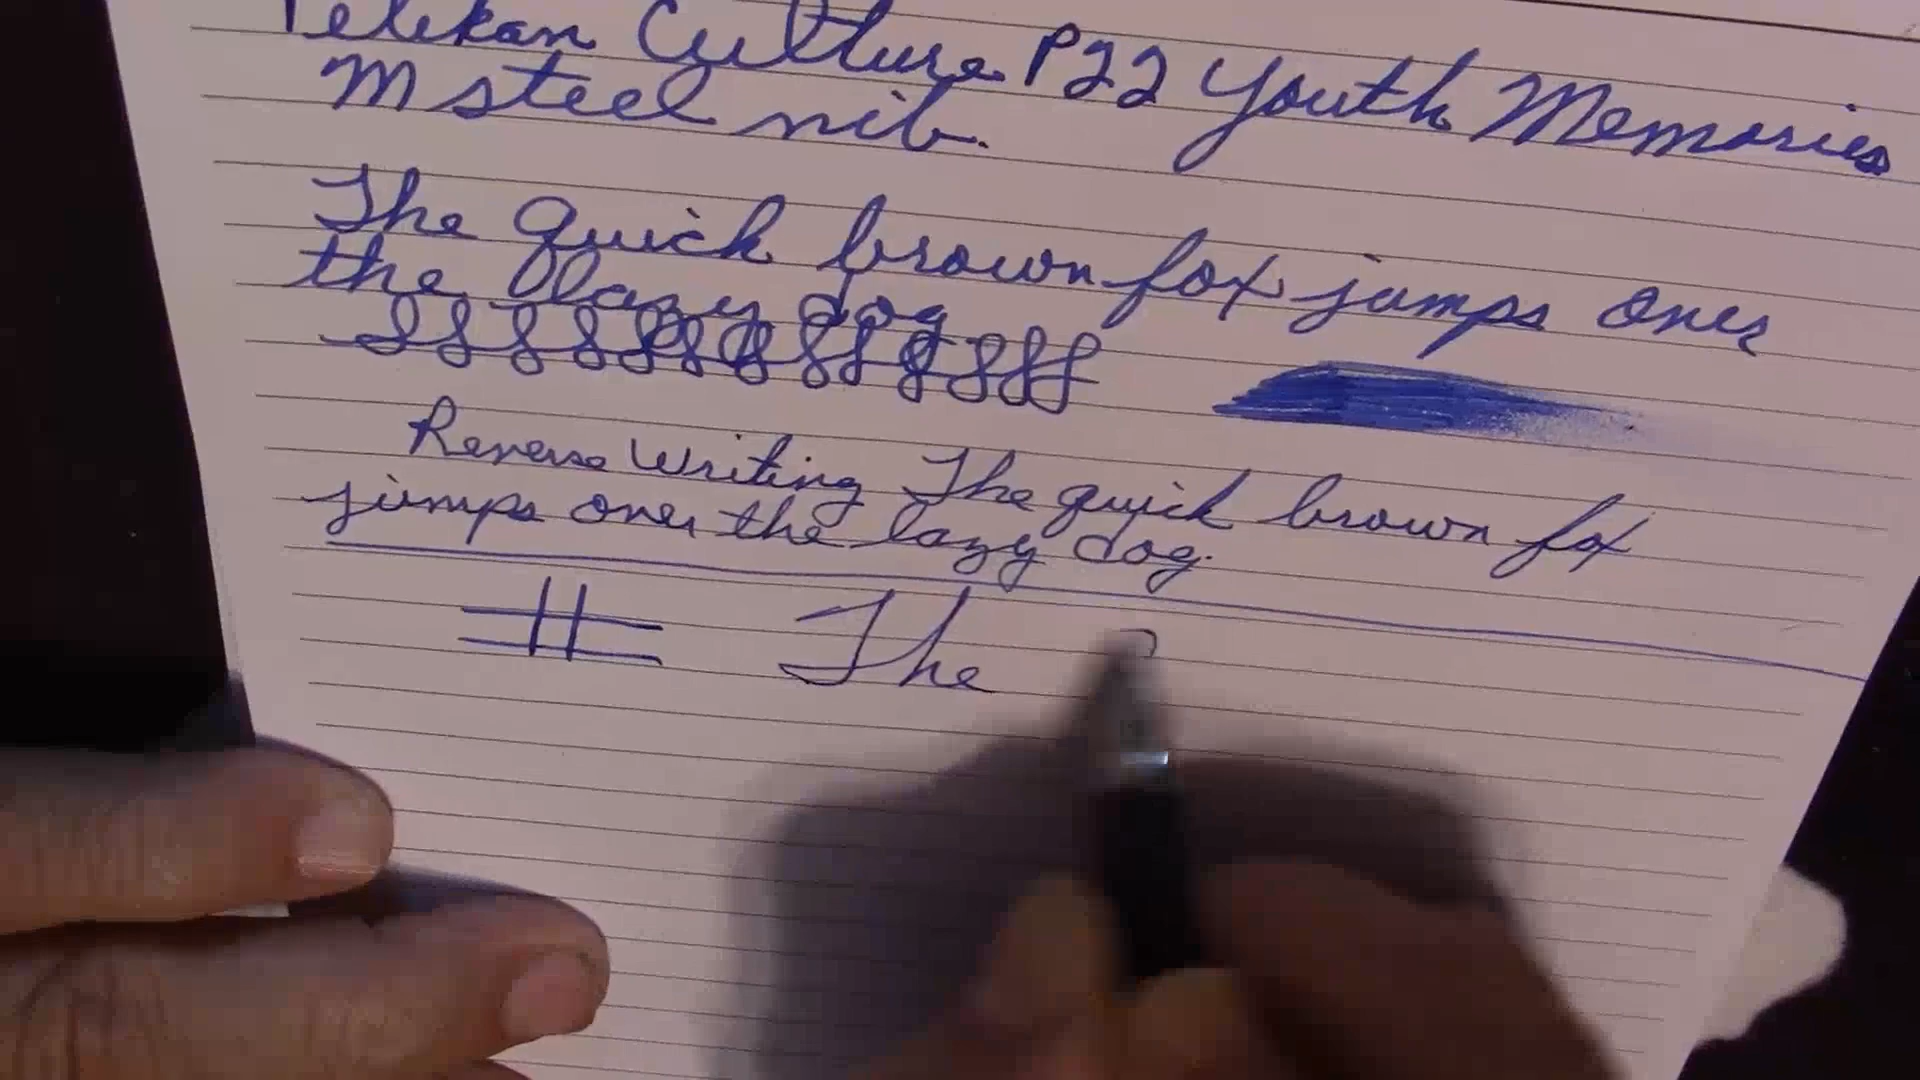 Pelikan Culture P22 Youth Memories
M steel nib.
The quick brown fox jumps over
the lazy dog
Reverse Writing The quick brown fox
jumps over the lazy dog.
# The